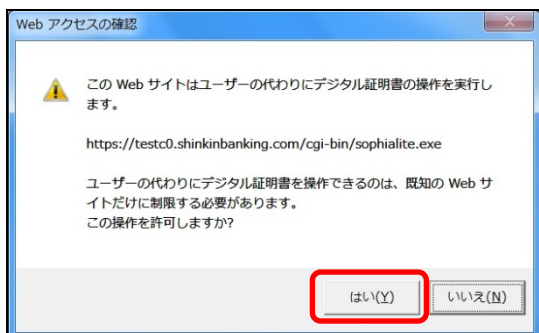 Web アクセスの確認
この Web サイトはユーザーの代わりにデジタル証明書の操作を実行し
ます。
https://testc0.shinkinbanking.com/cgi-bin/sophialite.exe
ユーザーの代わりにデジタル証明書を操作できるのは、既知の Web サ
イトだけに制限する必要があります。
この操作を許可しますか?
はい(Y)
いいえ(N)